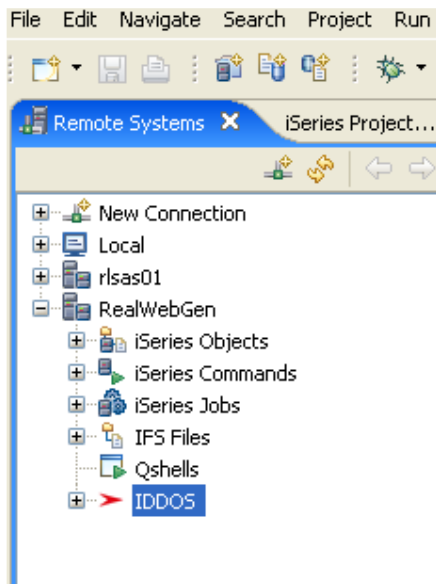 File Edit Navigate Search Project Run
Remote Systems iSeries Project...
New Connection
Local
rlsas01
RealWebGen
iSeries Objects
iSeries Commands
iSeries Jobs
IFS Files
Qshells
IDDOS